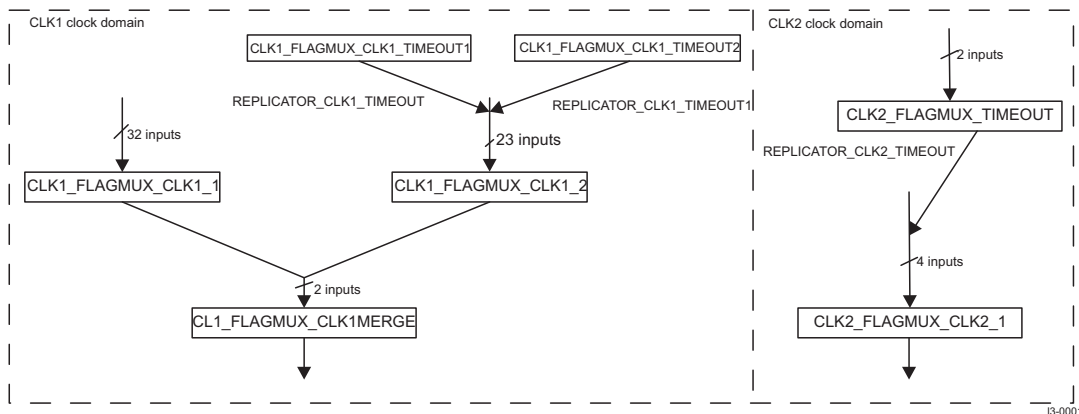 CLK1 clock domain
CLK2 clock domain
CLK1_FLAGMUX_CLK1_TIMEOUT1
CLK1_FLAGMUX_CLK1_TIMEOUT2
2 inputs
REPLICATOR_CLK1_TIMEOUT
REPLICATOR_CLK1_TIMEOUT1
CLK2_FLAGMUX_TIMEOUT
32 inputs
23 inputs
REPLICATOR_CLK2_TIMEOUT
CLK1_FLAGMUX_CLK1_1
CLK1_FLAGMUX_CLK1_2
4 inputs
2 inputs
CL1_FLAGMUX_CLK1MERGE
CLK2_FLAGMUX_CLK2_1